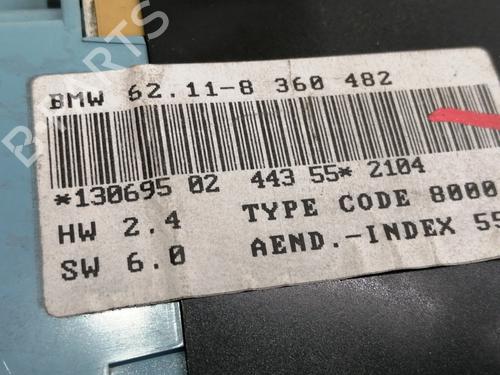 BMW 62.11-8 360 482
*130695 02 443 55* 2104
HW 2.4 TYPE CODE 8000
SW 6.0 AEND.-INDEX 55
B PARTS